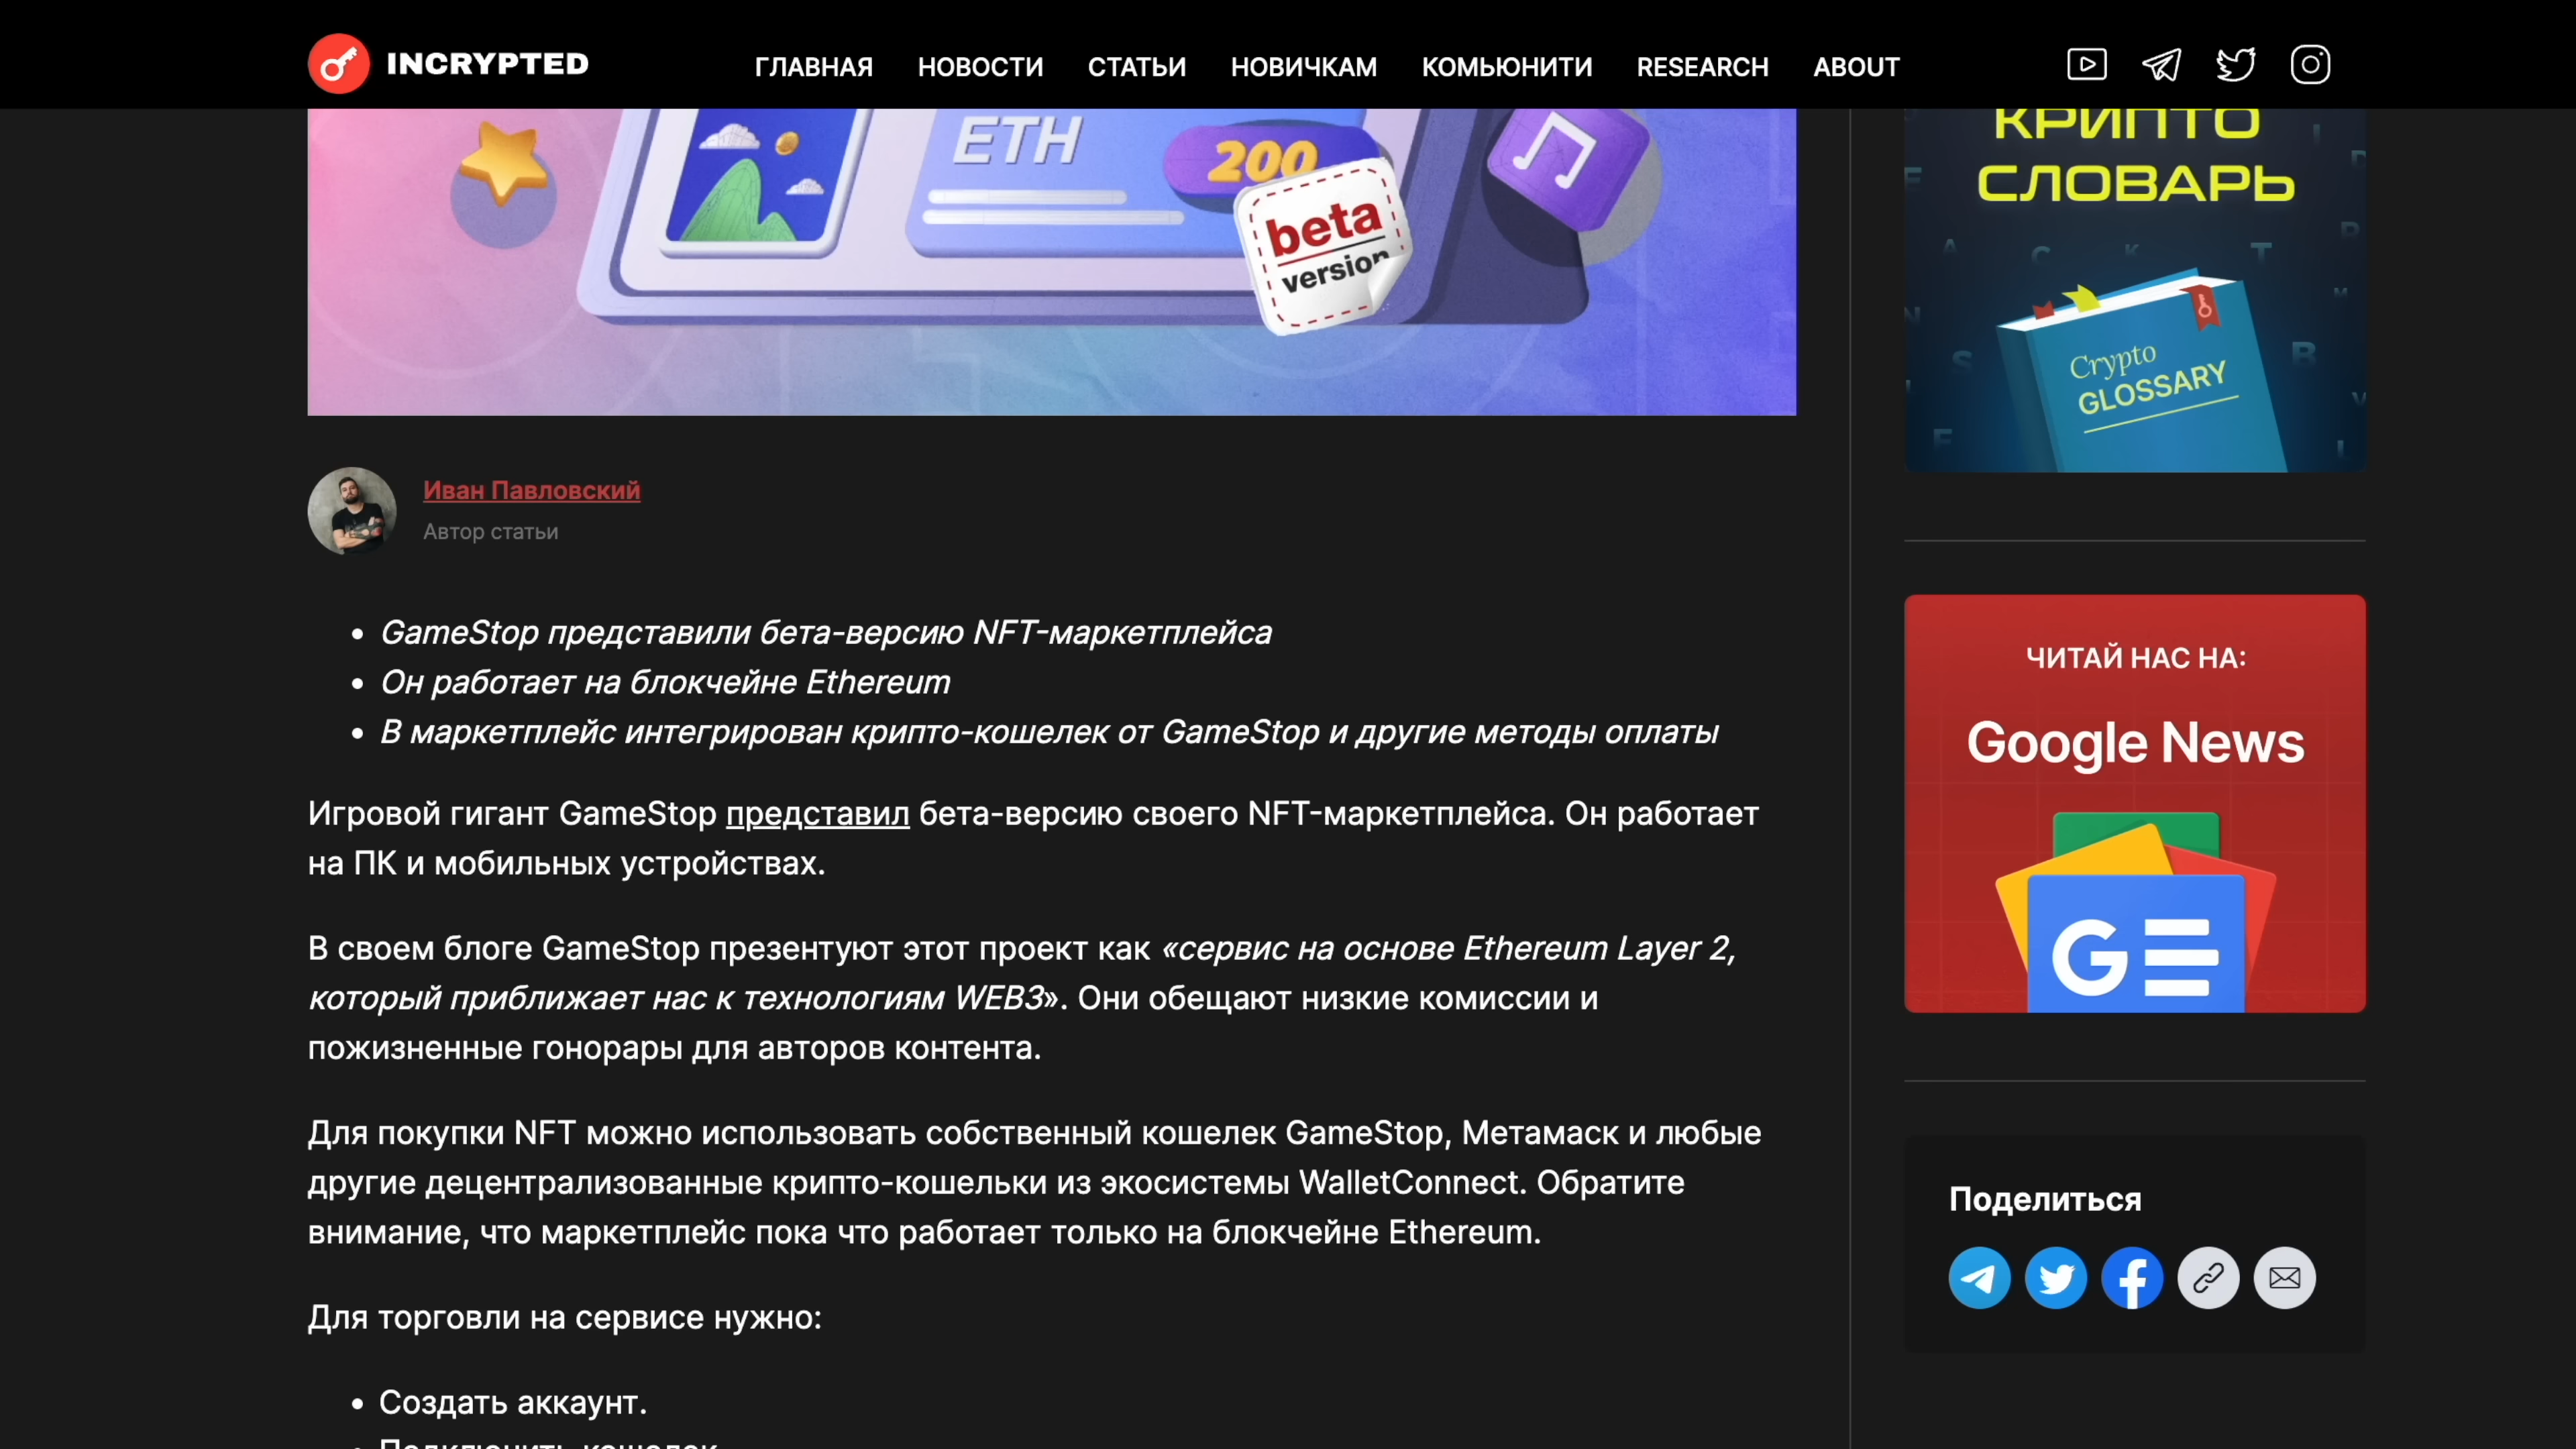 INCRYPTED
ГЛАВНАЯ НОВОСТИ СТАТЬИ НОВИЧКАМ КОМЬЮНИТИ RESEARCH ABOUT
ETH
200
beta
version
Иван Павловский
Автор статьи
• GameStop представили бета-версию NFT-маркетплейса
• Он работает на блокчейне Ethereum
• В маркетплейс интегрирован крипто-кошелек от GameStop и другие методы оплаты
Игровой гигант GameStop представил бета-версию своего NFT-маркетплейса. Он работает
на ПК и мобильных устройствах.
В своем блоге GameStop презентуют этот проект как «сервис на основе Ethereum Layer 2,
который приближает нас к технологиям WEB3». Они обещают низкие комиссии и
пожизненные гонорары для авторов контента.
Для покупки NFT можно использовать собственный кошелек GameStop, Метамаск и любые
другие децентрализованные крипто-кошельки из экосистемы WalletConnect. Обратите
внимание, что маркетплейс пока что работает только на блокчейне Ethereum.
Для торговли на сервисе нужно:
• Создать аккаунт.
• Подключить кошелек
КРИПТО
СЛОВАРЬ
Crypto
GLOSSARY
ЧИТАЙ НАС НА:
Google News
G
Поделиться